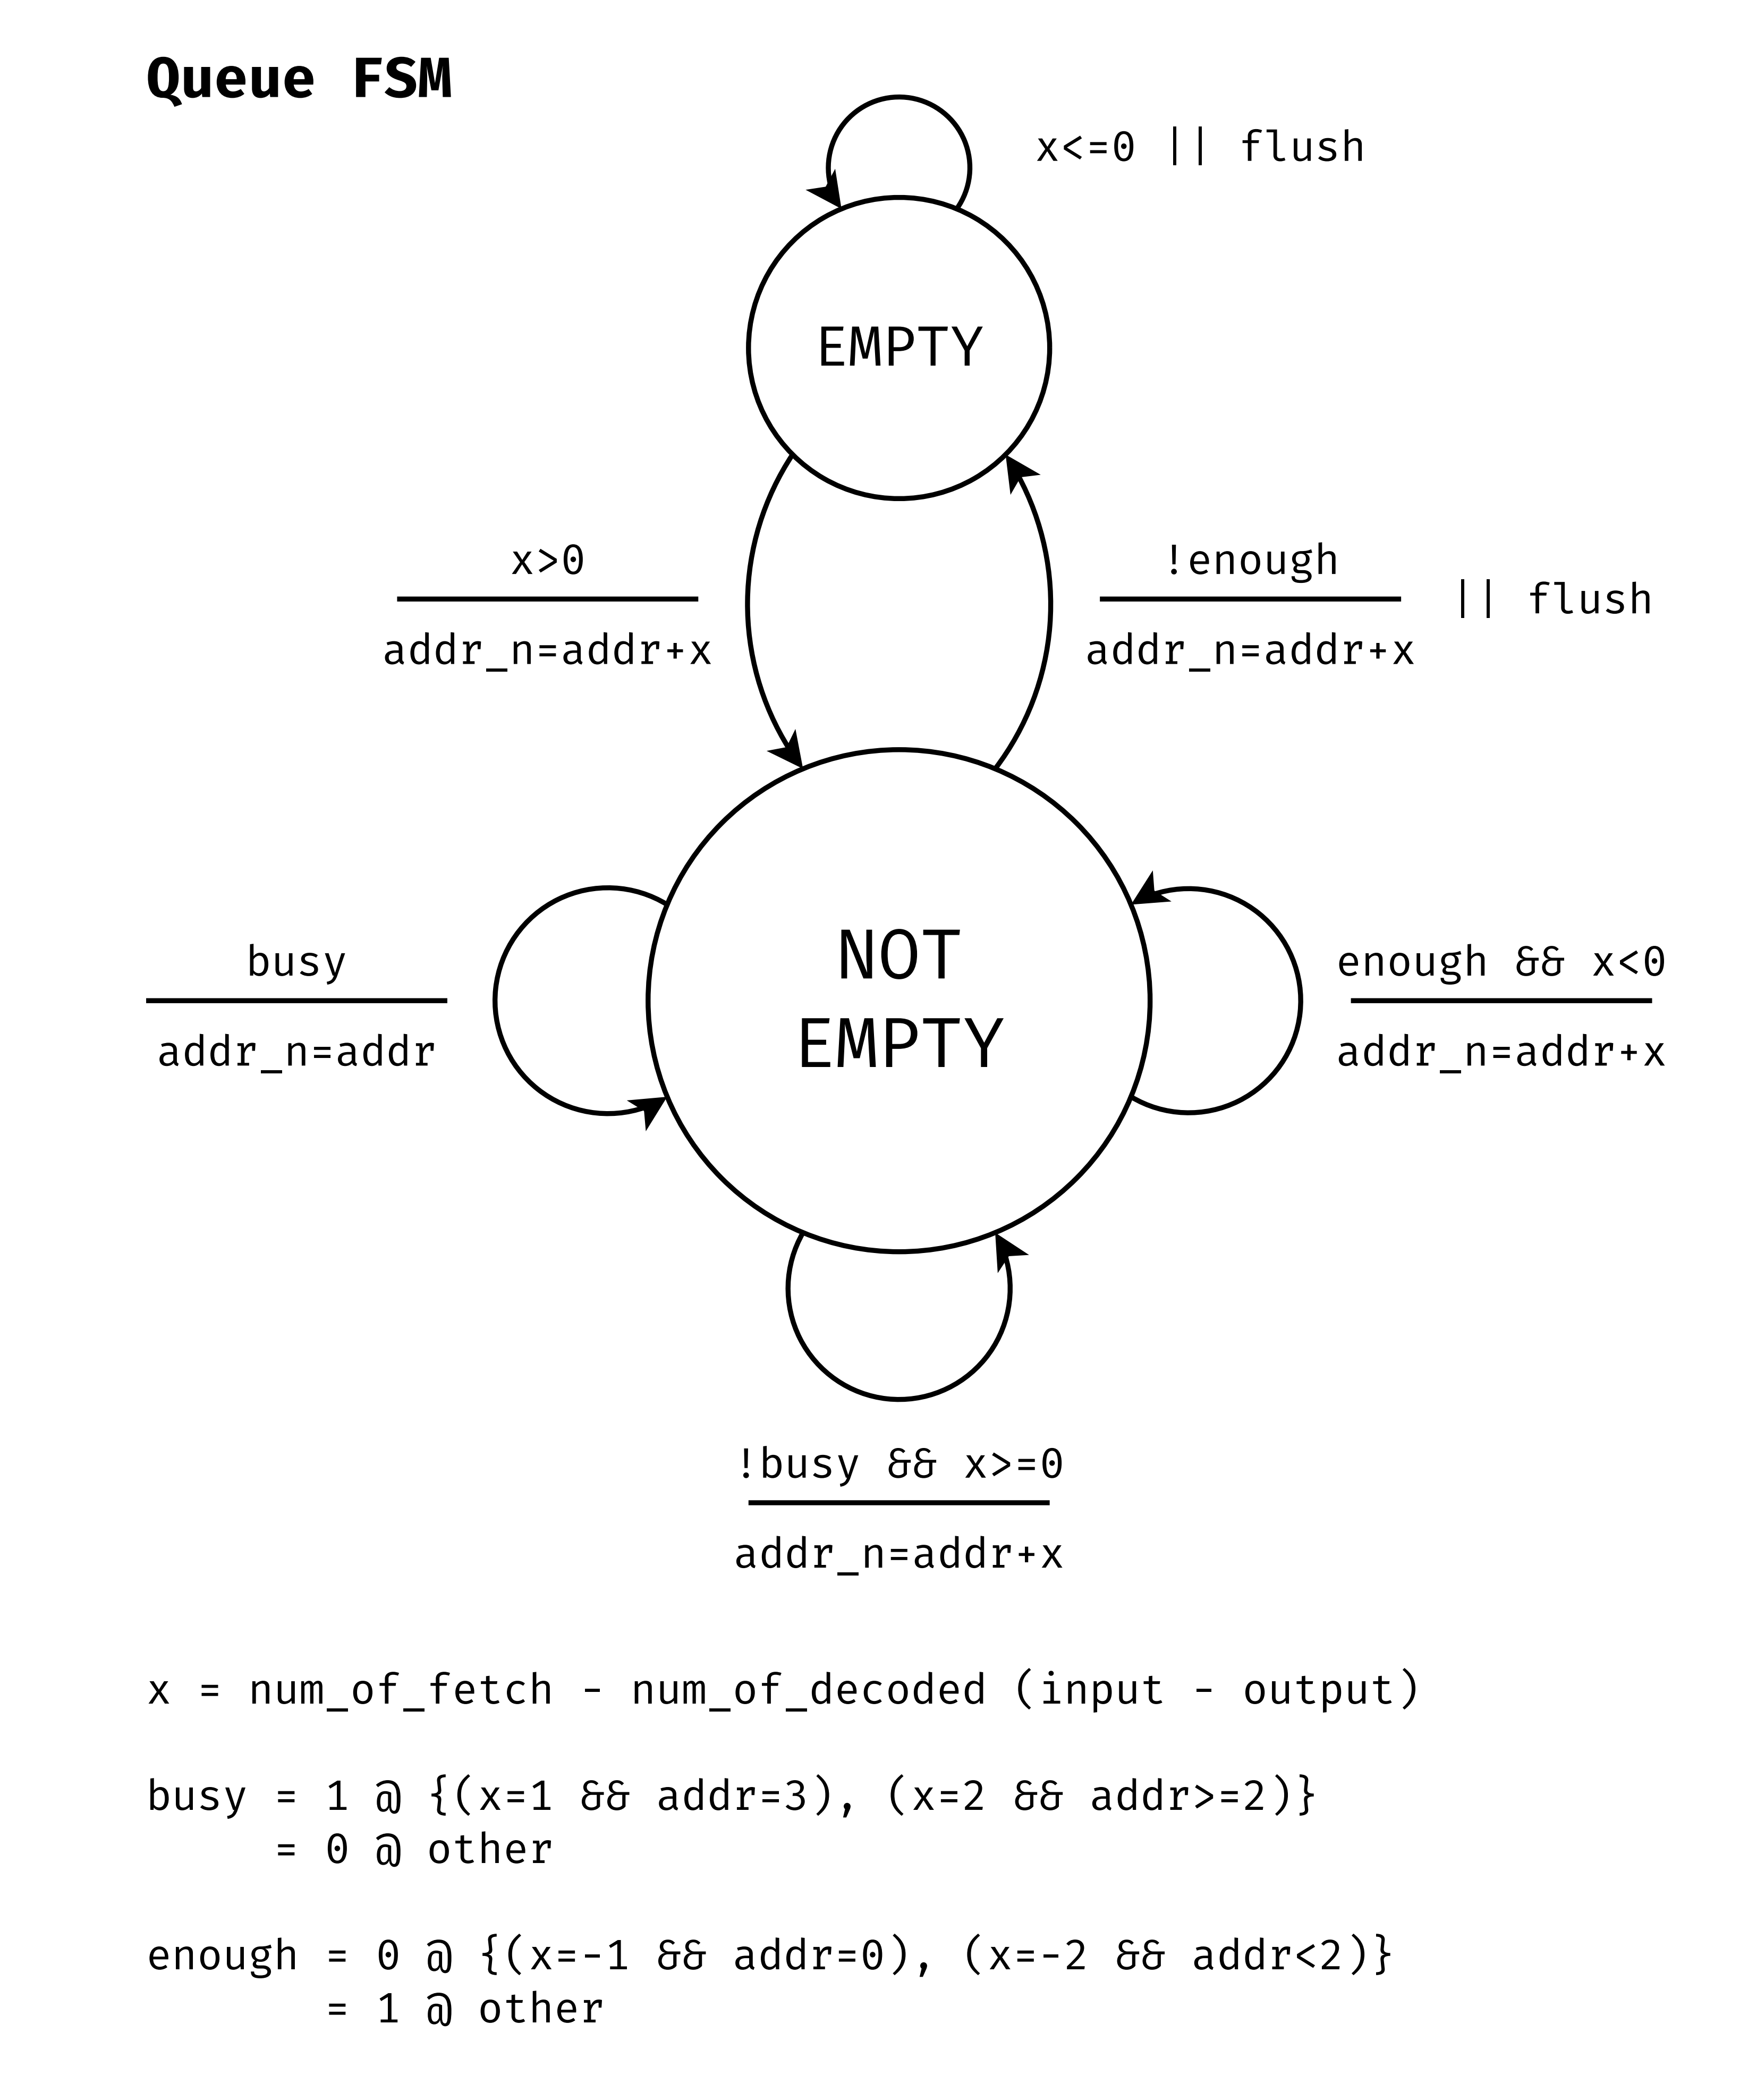 Queue FSM
x<=0 || flush
EMPTY
x>0
addr_n=addr+x
!enough
addr_n=addr+x
|| flush
busy
addr_n=addr
NOT
EMPTY
enough && x<0
addr_n=addr+x
!busy && x>=0
addr_n=addr+x
x = num_of_fetch - num_of_decoded (input - output)
busy = 1 @ {(x=1 && addr=3), (x=2 && addr>=2)}
= 0 @ other
enough = 0 @ {(x=-1 && addr=0), (x=-2 && addr<2)}
= 1 @ other